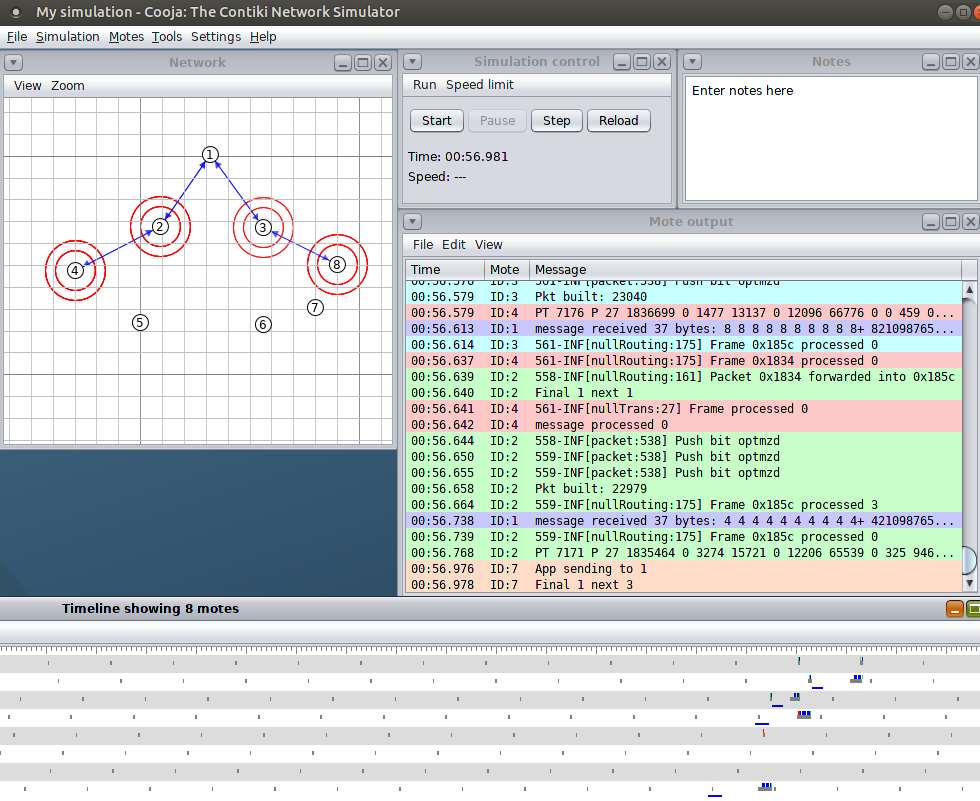 My simulation - Cooja: The Contiki Network Simulator
File Simulation Motes Tools Settings Help
Network
View Zoom
1
2
3
4
8
7
5
6
Simulation control
Run Speed limit
Start Pause Step Reload
Time: 00:56.981
Speed: ---
Notes
Enter notes here
Mote output
File Edit View
Time Mote Message
00:56.576 ID:3 561-INF[packet:538] Push bit optmzd
00:56.579 ID:3 Pkt built: 23040
00:56.579 ID:4 PT 7176 P 27 1836699 0 1477 13137 0 12096 66776 0 0 459 0...
00:56.613 ID:1 message received 37 bytes: 8 8 8 8 8 8 8 8 8 8+ 821098765...
00:56.614 ID:3 561-INF[nullRouting:175] Frame 0x185c processed 0
00:56.637 ID:4 561-INF[nullRouting:175] Frame 0x1834 processed 0
00:56.639 ID:2 558-INF[nullRouting:161] Packet 0x1834 forwarded into 0x185c
00:56.640 ID:2 Final 1 next 1
00:56.641 ID:4 561-INF[nullTrans:27] Frame processed 0
00:56.642 ID:4 message processed 0
00:56.644 ID:2 558-INF[packet:538] Push bit optmzd
00:56.650 ID:2 559-INF[packet:538] Push bit optmzd
00:56.655 ID:2 559-INF[packet:538] Push bit optmzd
00:56.658 ID:2 Pkt built: 22979
00:56.664 ID:2 559-INF[nullRouting:175] Frame 0x185c processed 3
00:56.738 ID:1 message received 37 bytes: 4 4 4 4 4 4 4 4 4 4+ 421098765...
00:56.739 ID:2 559-INF[nullRouting:175] Frame 0x185c processed 0
00:56.768 ID:2 PT 7171 P 27 1835464 0 3274 15721 0 12206 65539 0 325 946...
00:56.976 ID:7 App sending to 1
00:56.978 ID:7 Final 1 next 3
Timeline showing 8 motes